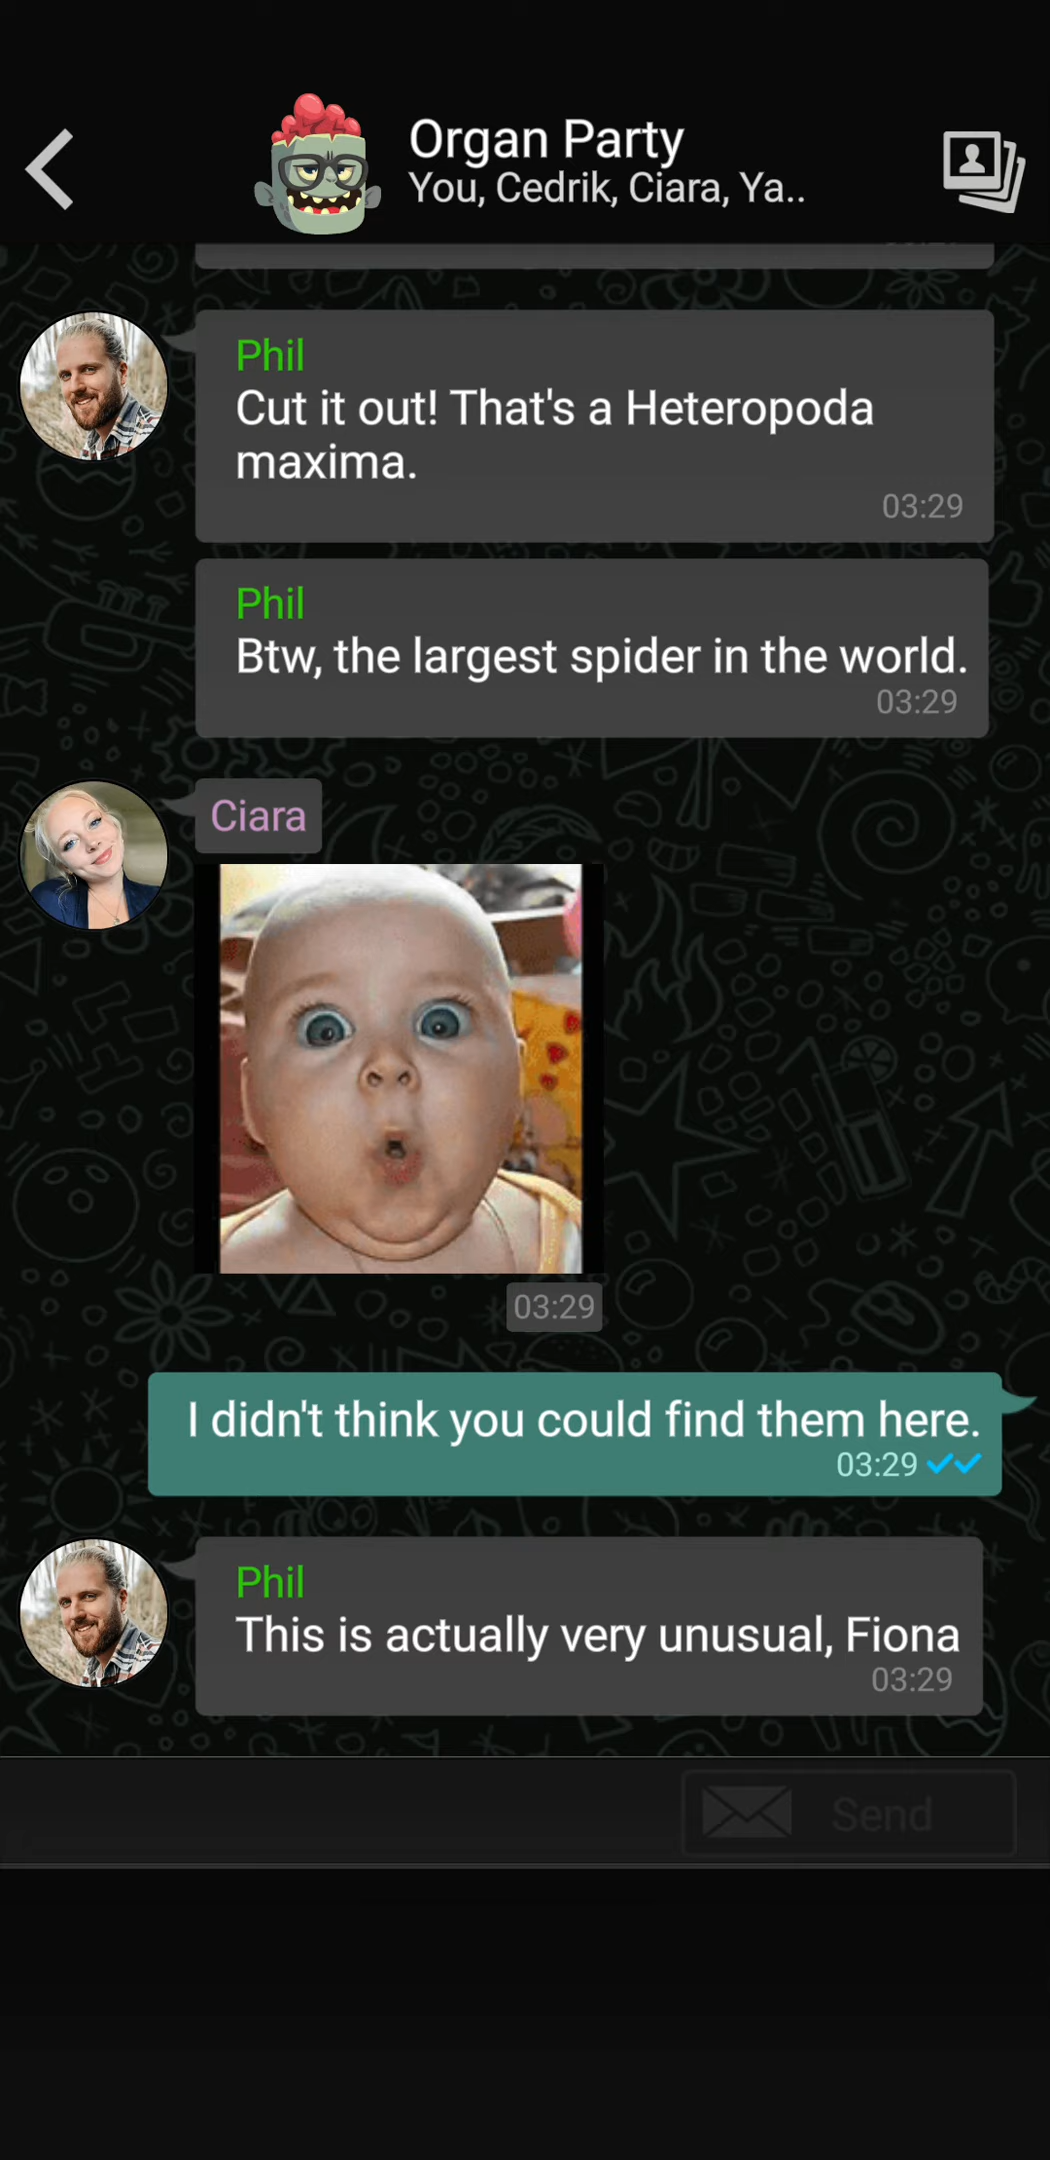 Organ Party
You, Cedrik, Ciara, Ya..
Phil
Cut it out! That's a Heteropoda
maxima.
03:29
Phil
Btw, the largest spider in the world.
03:29
Ciara
03:29
I didn't think you could find them here.
03:29
Phil
This is actually very unusual, Fiona
03:29
Send